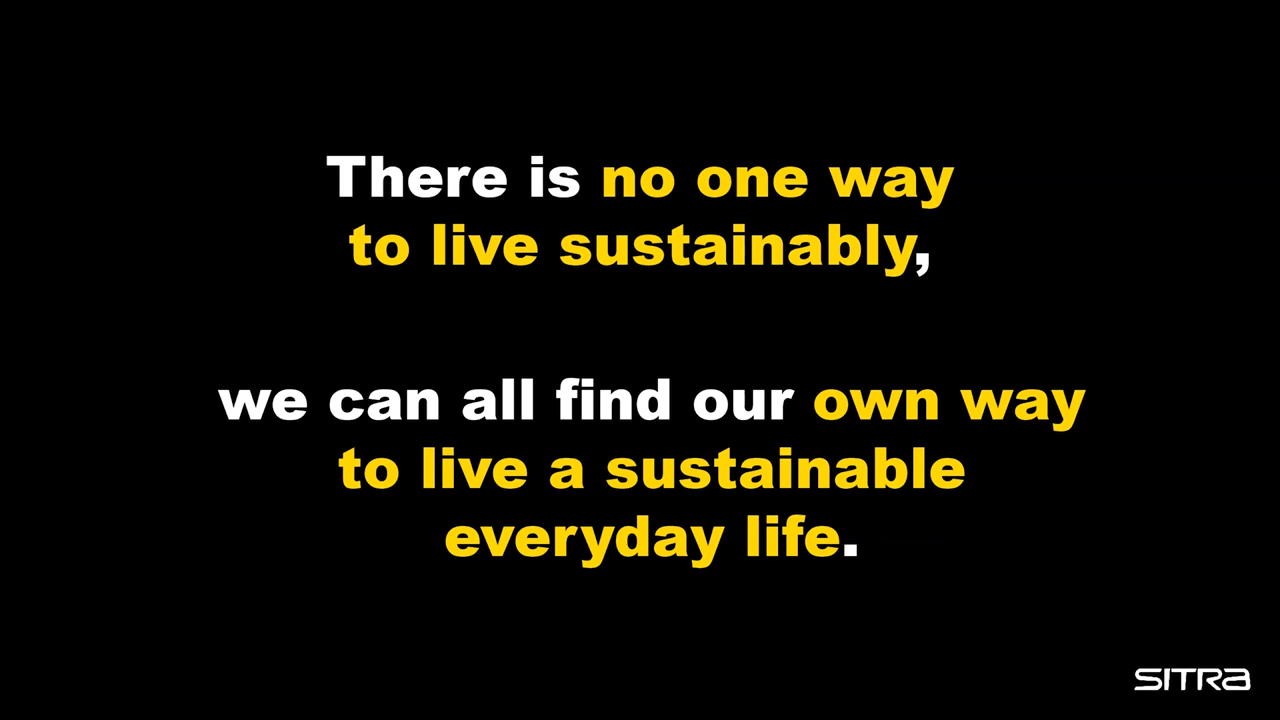 There is no one way
to live sustainably,
we can all find our own way
to live a sustainable
everyday life.
SITRA